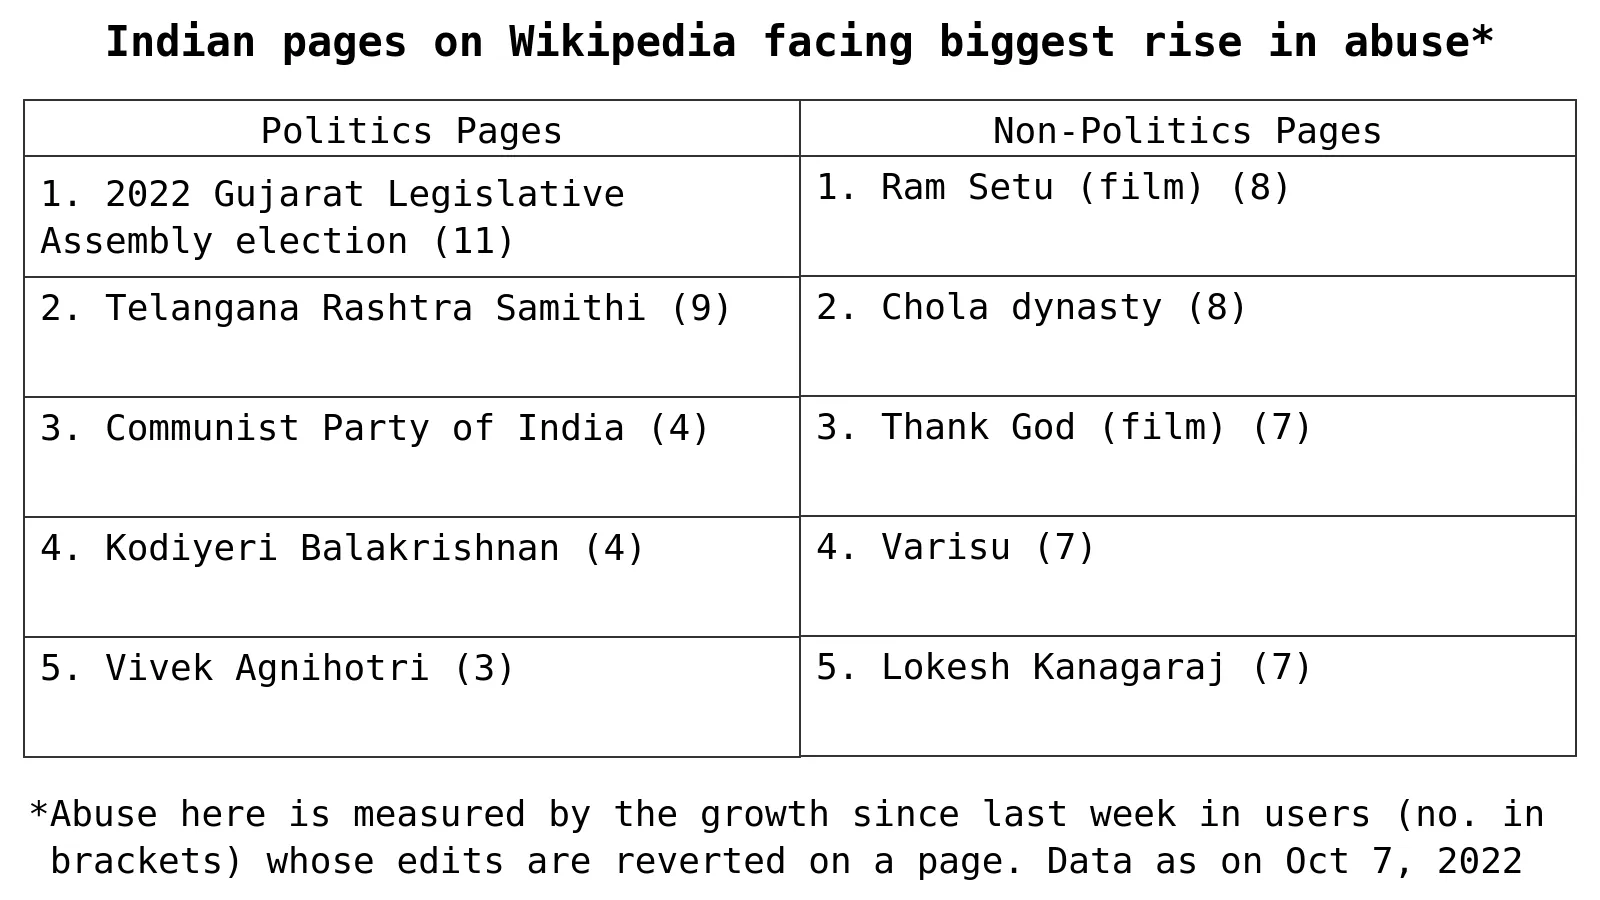 Indian pages on Wikipedia facing biggest rise in abuse*
Politics Pages
Non-Politics Pages
1. 2022 Gujarat Legislative
Assembly election (11)
1. Ram Setu (film) (8)
2. Telangana Rashtra Samithi (9)
2. Chola dynasty (8)
3. Communist Party of India (4)
3. Thank God (film) (7)
4. Kodiyeri Balakrishnan (4)
4. Varisu (7)
5. Vivek Agnihotri (3)
5. Lokesh Kanagaraj (7)
*Abuse here is measured by the growth since last week in users (no. in
brackets) whose edits are reverted on a page. Data as on Oct 7, 2022